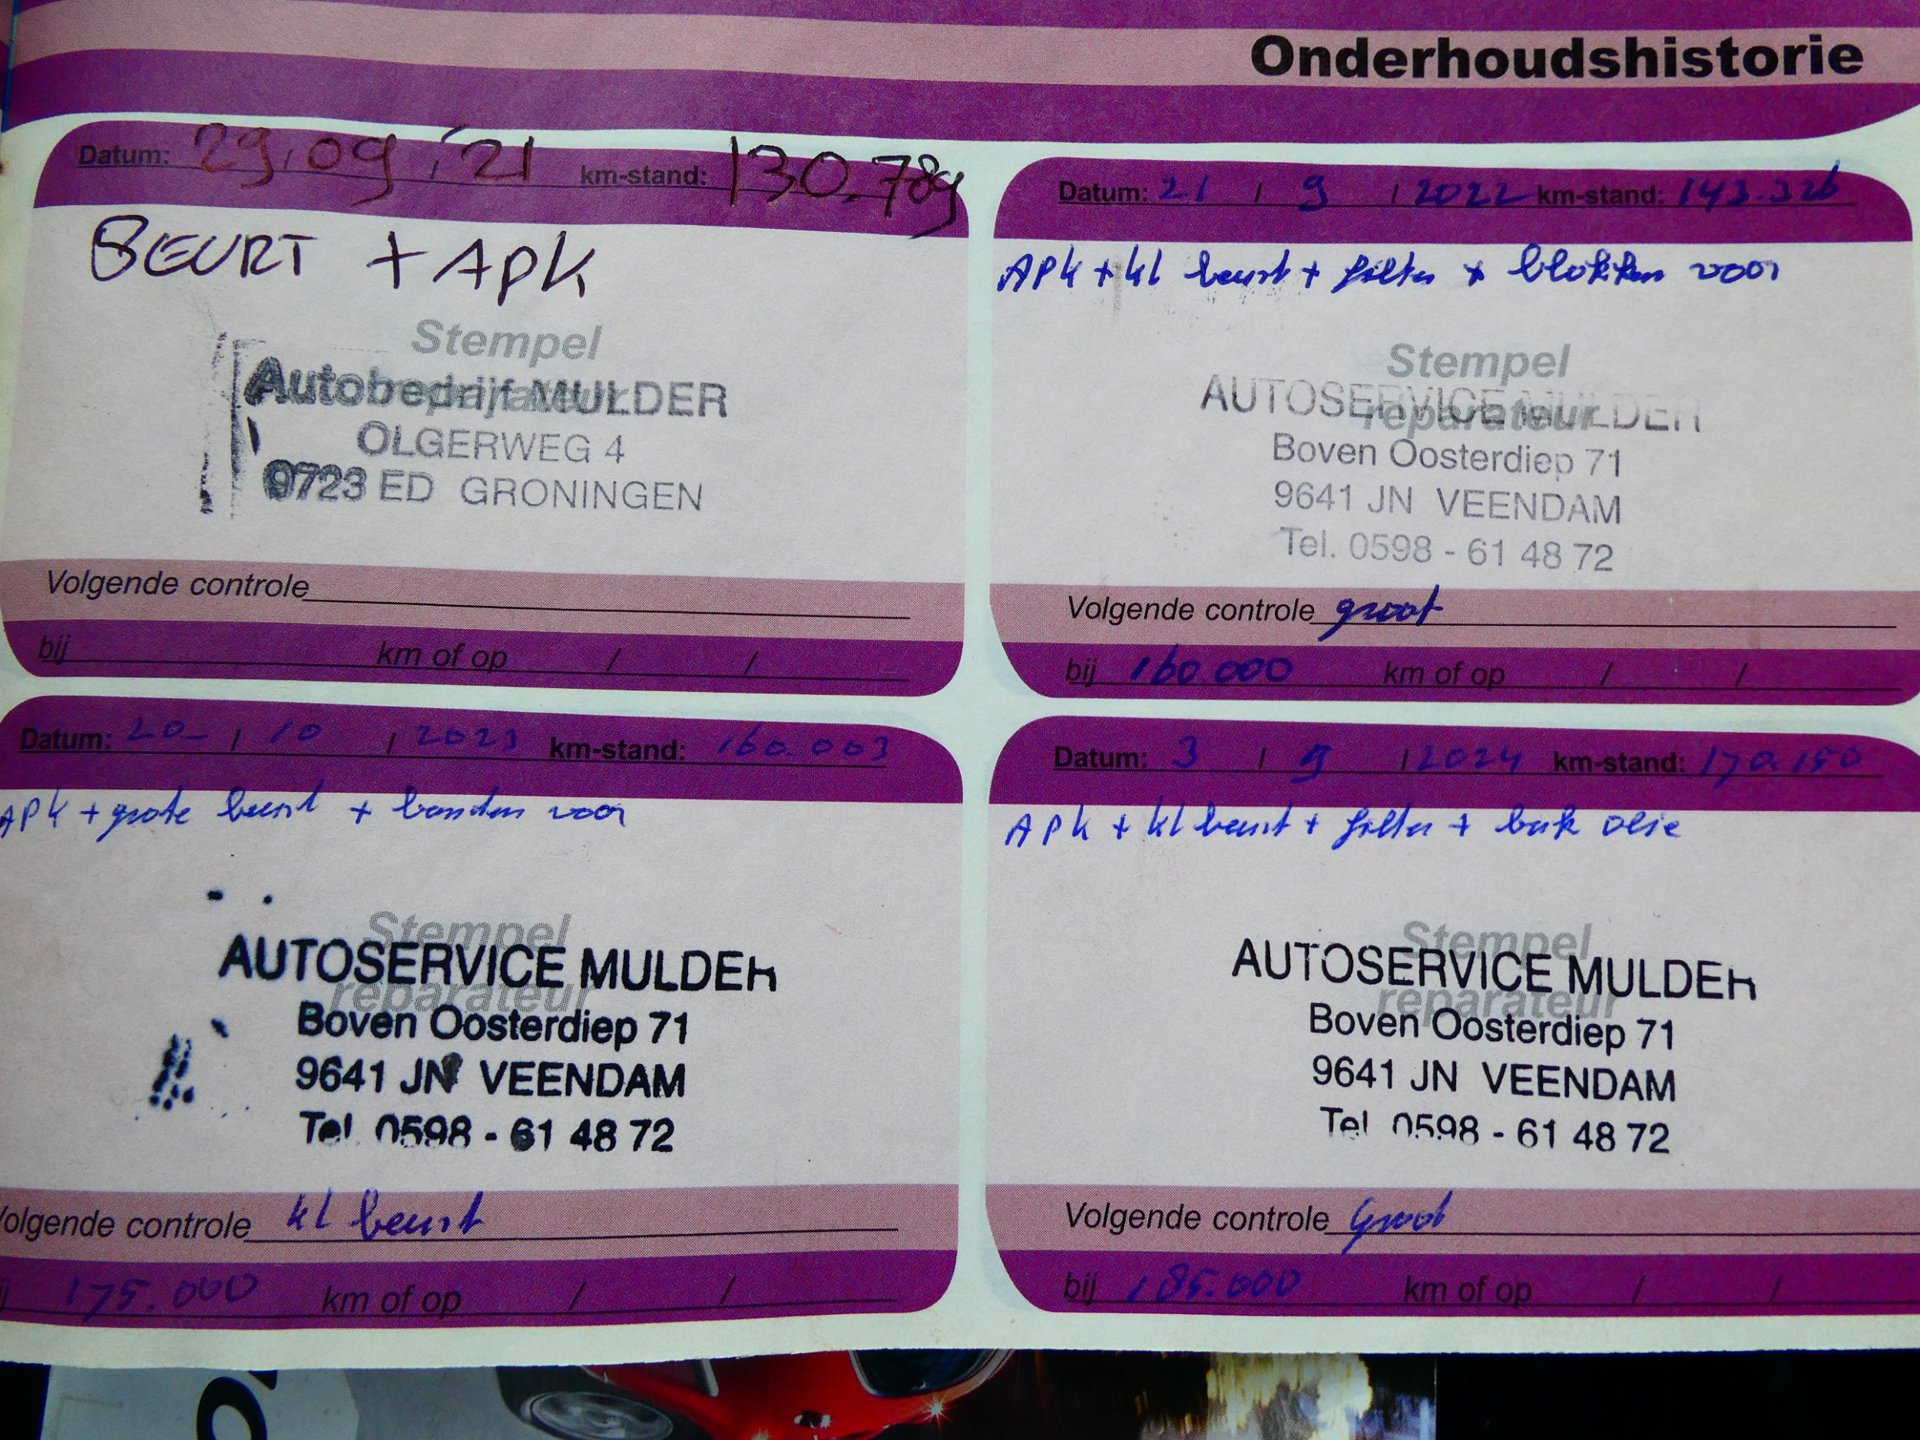 Onderhoudshistorie
Datum: 29 / 09 / '21 km-stand: 130.789
BEURT + APK
Stempel
reparateur
Autobedrijf MULDER
OLGERWEG 4
9723 ED GRONINGEN
Volgende controle
bij km of op / /
Datum: 21 / 9 / 2022 km-stand: 143.326
APK + kl beurt + filter + blokken voor
Stempel
reparateur
AUTOSERVICE MULDER
Boven Oosterdiep 71
9641 JN VEENDAM
Tel. 0598 - 61 48 72
Volgende controle groot
bij 160.000 km of op / /
Datum: 20 / 10 / 2023 km-stand: 160.003
APK + grote beurt + banden voor
Stempel
reparateur
AUTOSERVICE MULDER
Boven Oosterdiep 71
9641 JN VEENDAM
Tel. 0598 - 61 48 72
Volgende controle kl beurt
bij 175.000 km of op / /
Datum: 3 / 9 / 2024 km-stand: 170.150
APK + kl beurt + filter + bak olie
Stempel
reparateur
AUTOSERVICE MULDER
Boven Oosterdiep 71
9641 JN VEENDAM
Tel. 0598 - 61 48 72
Volgende controle Groot
bij 185.000 km of op / /